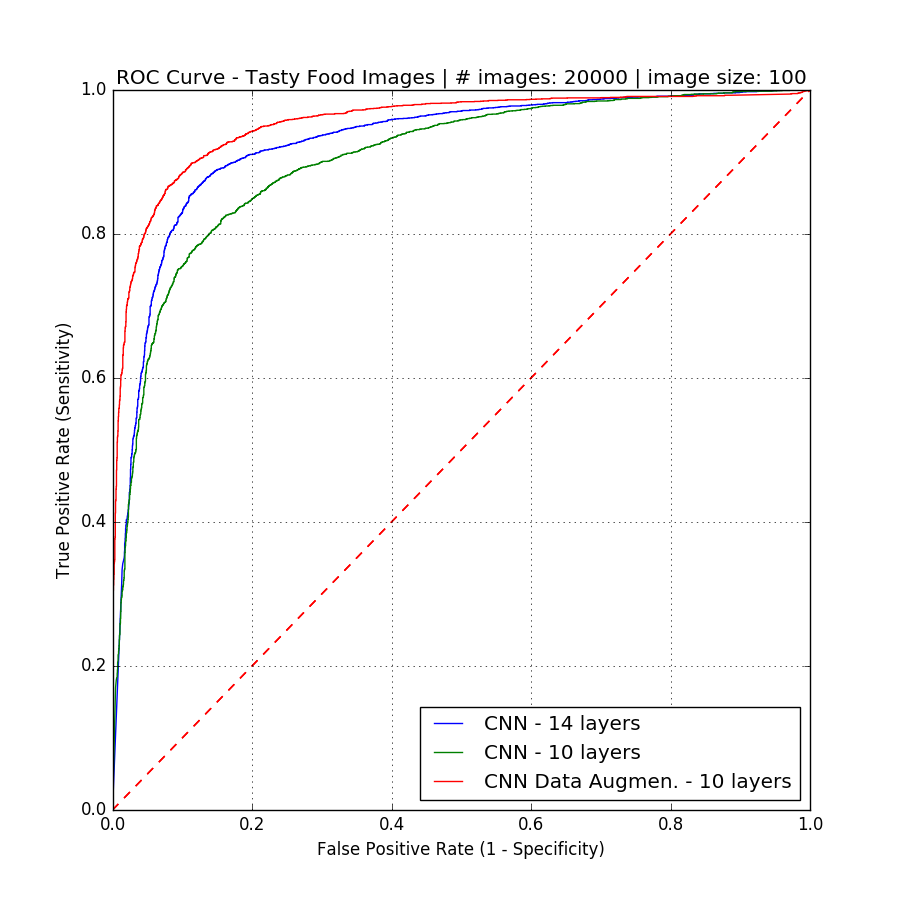 ROC Curve - Tasty Food Images | # images: 20000 | image size: 100
1.0
0.8
0.6
0.4
0.2
0.0
True Positive Rate (Sensitivity)
CNN - 14 layers
CNN - 10 layers
CNN Data Augmen. - 10 layers
0.0 0.2 0.4 0.6 0.8 1.0
False Positive Rate (1 - Specificity)